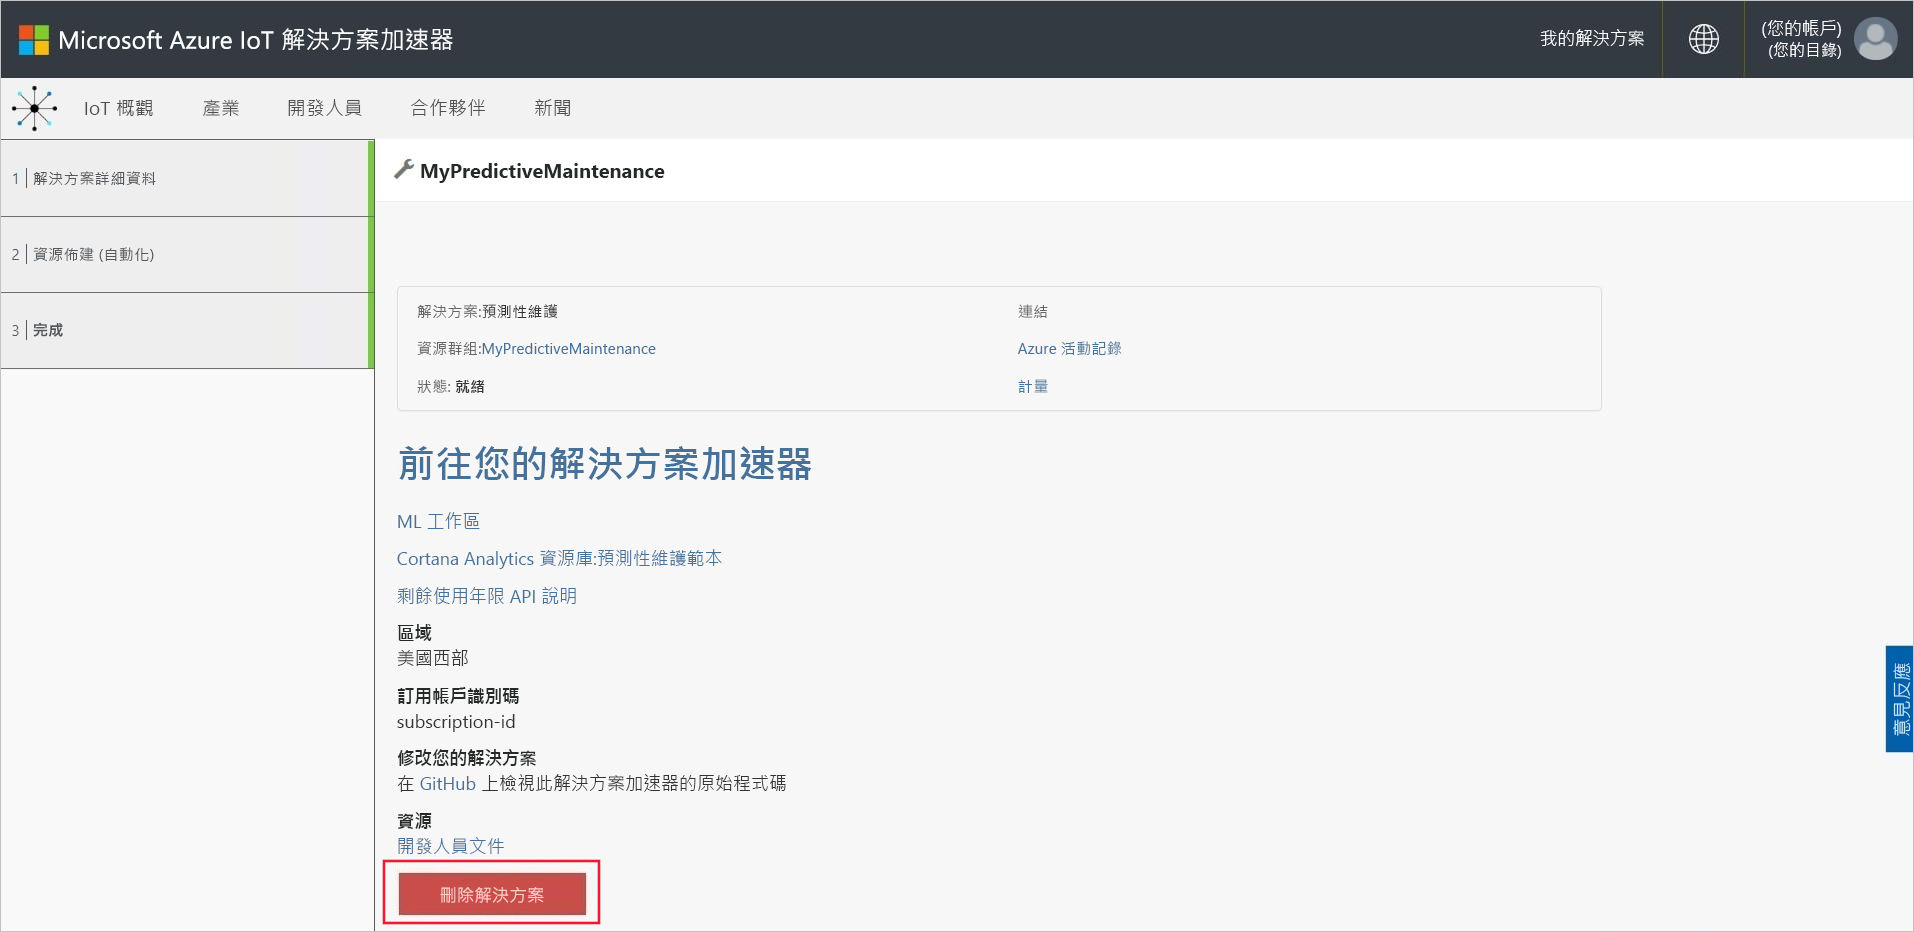 Microsoft Azure IoT 解決方案加速器
我的解決方案
(您的帳戶)
(您的目錄)
IoT 概觀
產業
開發人員
合作夥伴
新聞
1 解決方案詳細資料
2 資源佈建 (自動化)
3 完成
MyPredictiveMaintenance
解決方案:預測性維護
連結
資源群組:MyPredictiveMaintenance
Azure 活動記錄
狀態: 就緒
計量
前往您的解決方案加速器
ML 工作區
Cortana Analytics 資源庫:預測性維護範本
剩餘使用年限 API 說明
區域
美國西部
訂用帳戶識別碼
subscription-id
修改您的解決方案
在 GitHub 上檢視此解決方案加速器的原始程式碼
資源
開發人員文件
刪除解決方案
意見反應